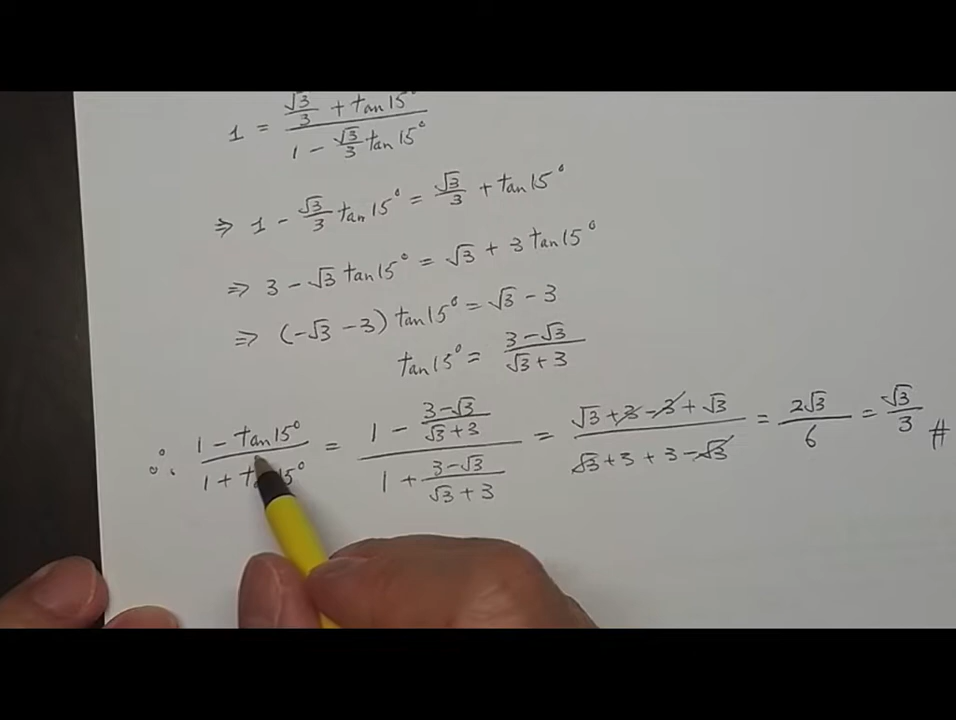 1 = (√3/3 + tan15°)/(1 - √3/3 tan15°)
⇒ 1 - √3/3 tan15° = √3/3 + tan15°
⇒ 3 - √3 tan15° = √3 + 3 tan15°
⇒ (-√3 - 3) tan15° = √3 - 3
tan15° = (3 - √3)/(√3 + 3)
∴ (1 - tan15°)/(1 + tan15°) = (1 - (3 - √3)/(√3 + 3))/(1 + (3 - √3)/(√3 + 3)) = (√3 + 3 - 3 + √3)/(√3 + 3 + 3 - √3) = 2√3/6 = √3/3 #